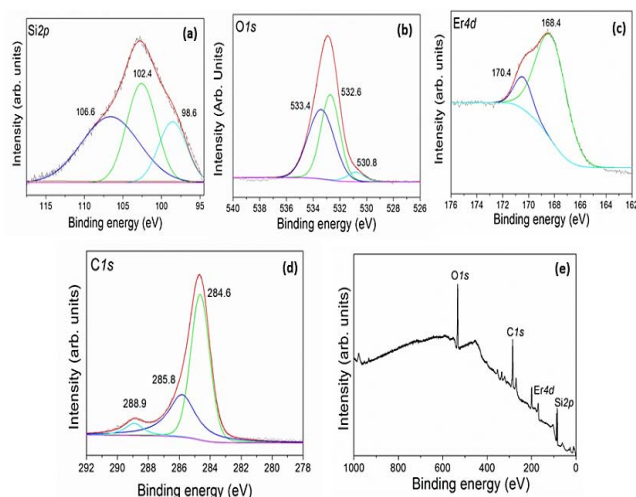 Si2p
(a)
102.4
106.6
98.6
Intensity (arb. units)
115 110 105 100 95
Binding energy (eV)
O1s
(b)
533.4
532.6
530.8
Intensity (Arb. Units)
540 538 536 534 532 530 528 526
Binding energy (eV)
Er4d
(c)
168.4
170.4
Intensity (arb. units)
176 174 172 170 168 166 164 162
Binding energy (eV)
C1s
(d)
284.6
285.8
288.9
Intensity (arb. units)
292 290 288 286 284 282 280 278
Binding energy (eV)
(e)
O1s
C1s
Er4d
Si2p
Intensity (arb. units)
1000 800 600 400 200 0
Binding energy (eV)